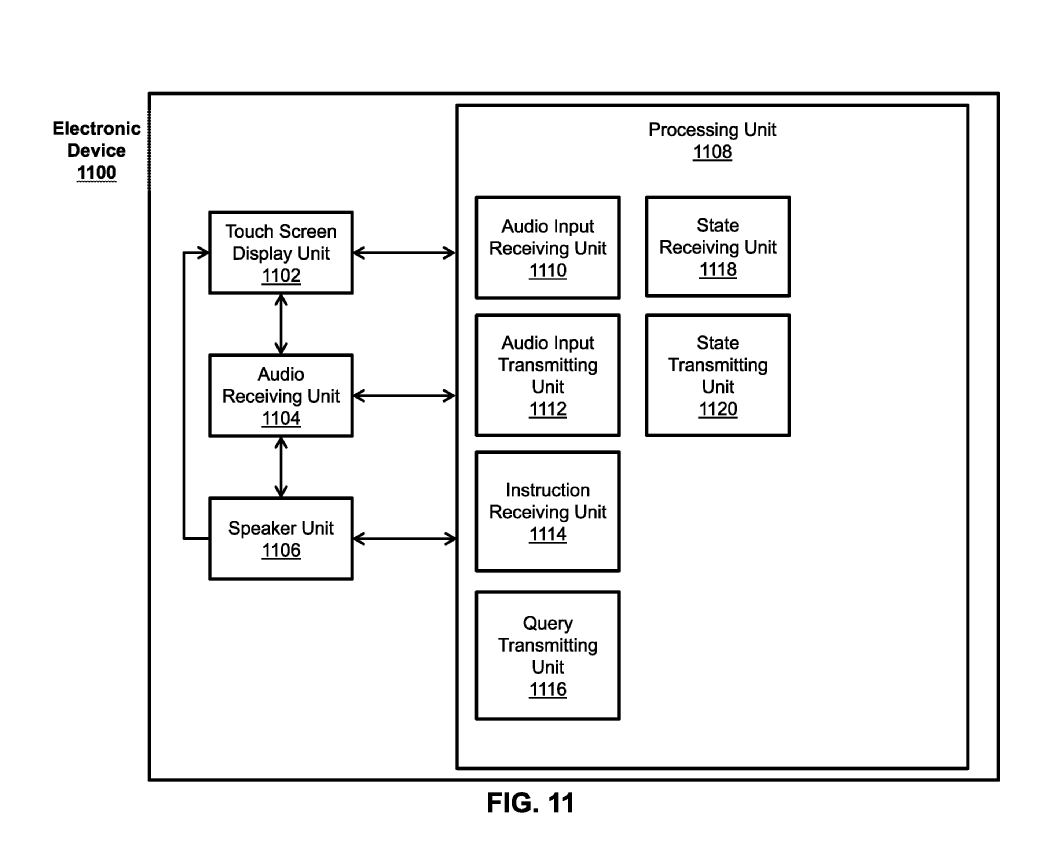 Electronic
Device
1100
Processing Unit
1108
Touch Screen
Display Unit
1102
Audio
Receiving Unit
1104
Speaker Unit
1106
Audio Input
Receiving Unit
1110
State
Receiving Unit
1118
Audio Input
Transmitting
Unit
1112
State
Transmitting
Unit
1120
Instruction
Receiving Unit
1114
Query
Transmitting
Unit
1116
FIG. 11